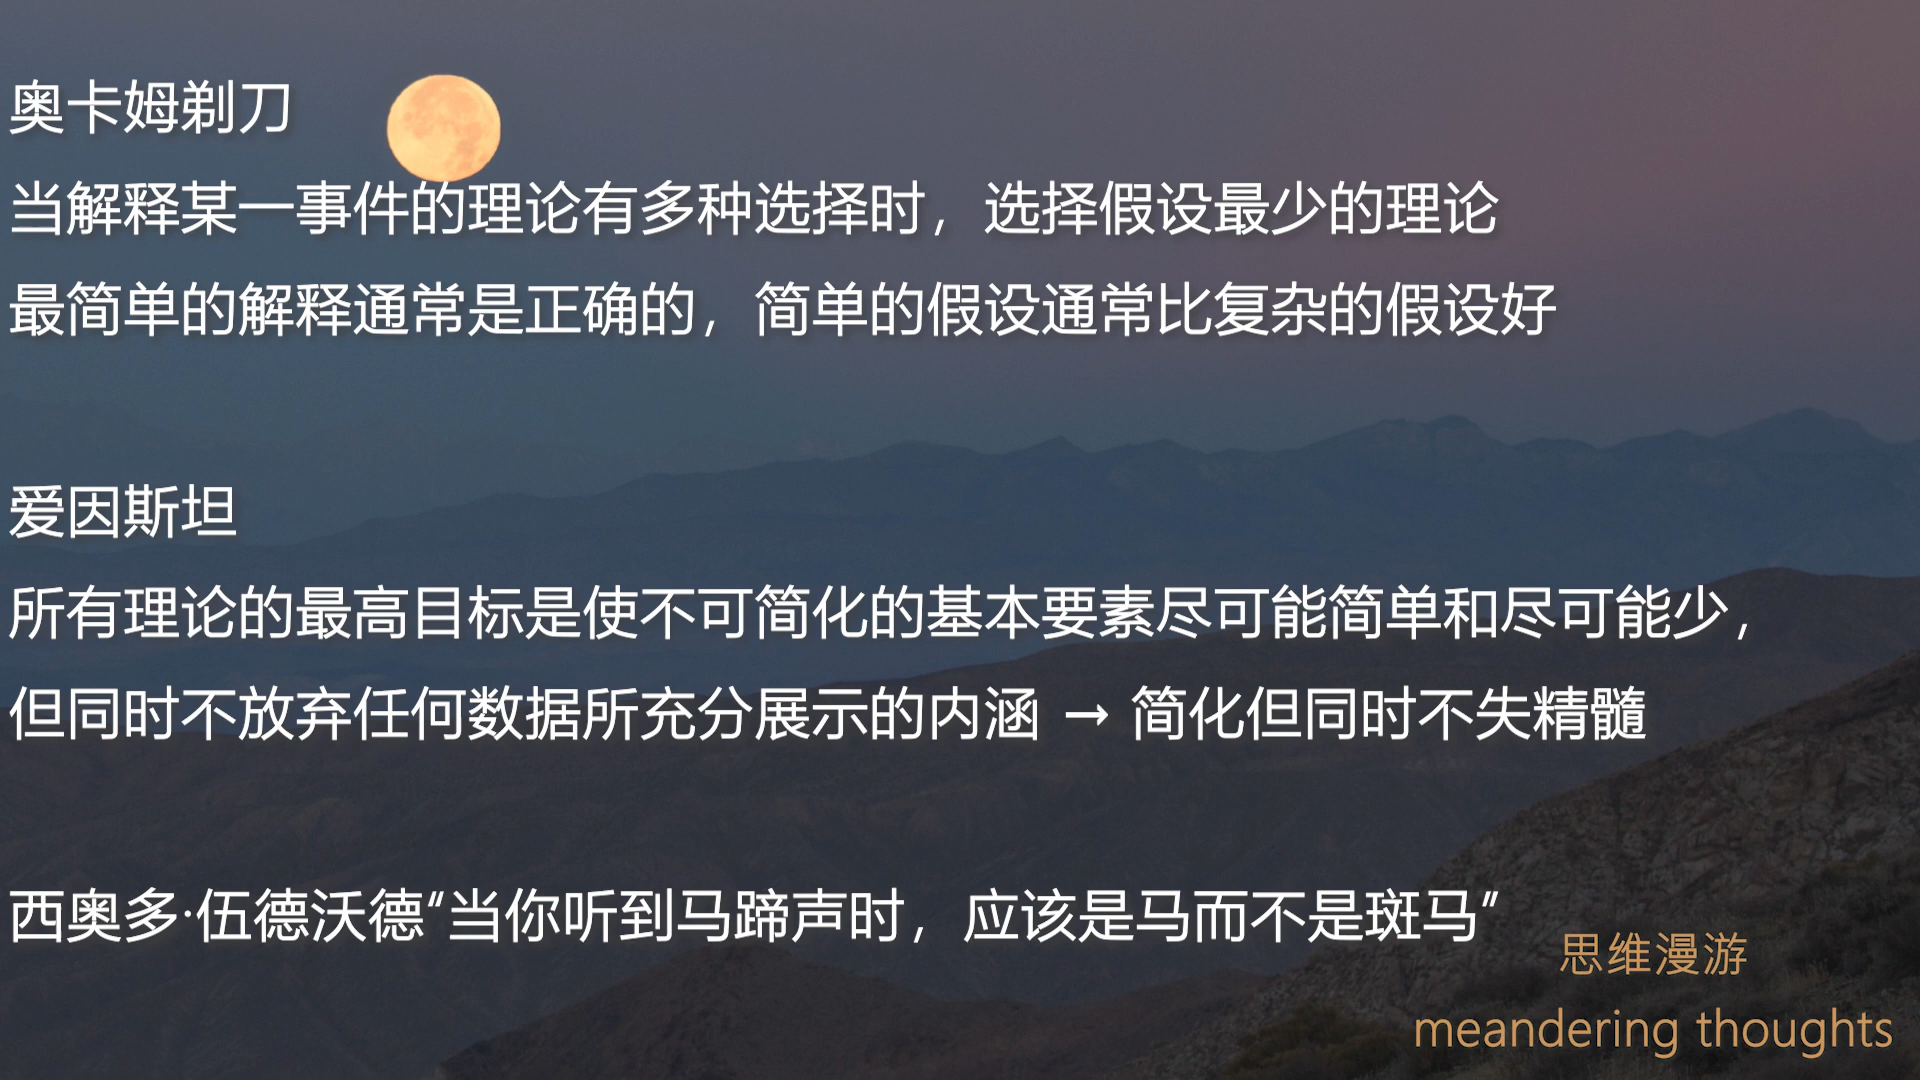 奥卡姆剃刀
当解释某一事件的理论有多种选择时，选择假设最少的理论
最简单的解释通常是正确的，简单的假设通常比复杂的假设好
爱因斯坦
所有理论的最高目标是使不可简化的基本要素尽可能简单和尽可能少，
但同时不放弃任何数据所充分展示的内涵 → 简化但同时不失精髓
西奥多·伍德沃德“当你听到马蹄声时，应该是马而不是斑马”
思维漫游
meandering thoughts